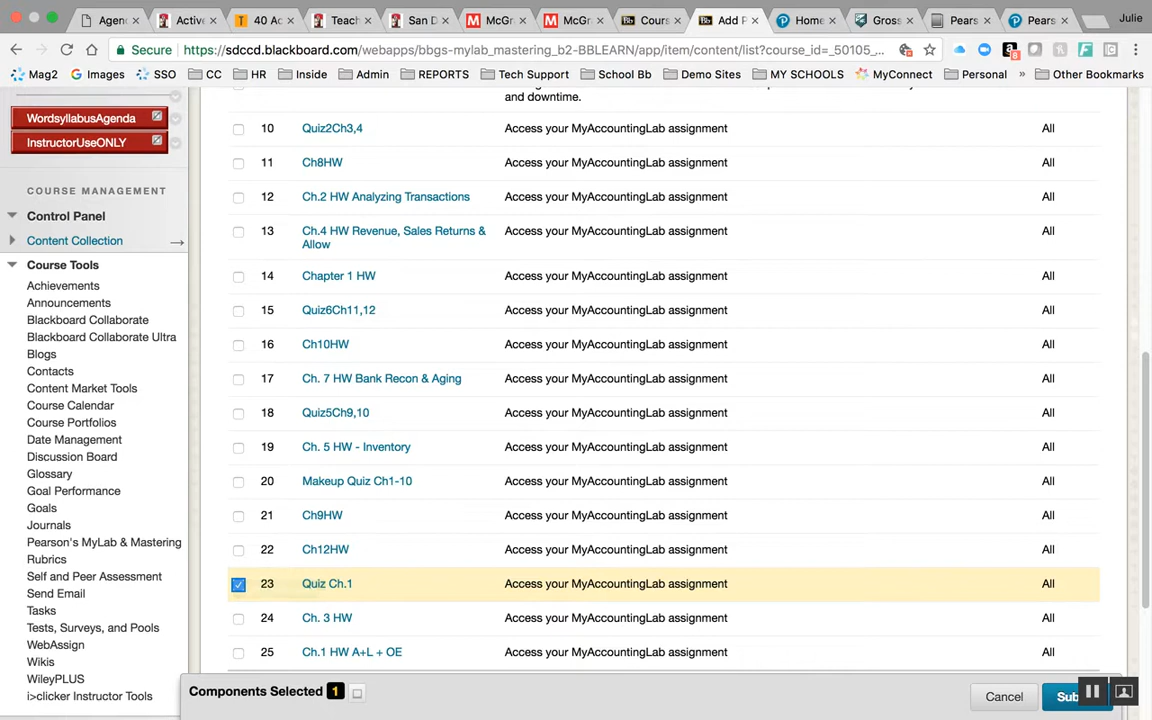 Agend
Active
40 Ac
Teach
San D
McGr
McGr
Cours
Add P
Home
Gross
Pears
Pears
Julie
Secure
https://sdccd.blackboard.com/webapps/bbgs-mylab_mastering_b2-BBLEARN/app/item/content/list?course_id=_50105_...
Mag2
Images
SSO
CC
HR
Inside
Admin
REPORTS
Tech Support
School Bb
Demo Sites
MY SCHOOLS
MyConnect
Personal
»
Other Bookmarks
WordsyllabusAgenda
InstructorUseONLY
COURSE MANAGEMENT
Control Panel
Content Collection
Course Tools
Achievements
Announcements
Blackboard Collaborate
Blackboard Collaborate Ultra
Blogs
Contacts
Content Market Tools
Course Calendar
Course Portfolios
Date Management
Discussion Board
Glossary
Goal Performance
Goals
Journals
Pearson's MyLab & Mastering
Rubrics
Self and Peer Assessment
Send Email
Tasks
Tests, Surveys, and Pools
WebAssign
Wikis
WileyPLUS
i>clicker Instructor Tools
and downtime.
10 Quiz2Ch3,4 Access your MyAccountingLab assignment All
11 Ch8HW Access your MyAccountingLab assignment All
12 Ch.2 HW Analyzing Transactions Access your MyAccountingLab assignment All
13 Ch.4 HW Revenue, Sales Returns & Access your MyAccountingLab assignment All
Allow
14 Chapter 1 HW Access your MyAccountingLab assignment All
15 Quiz6Ch11,12 Access your MyAccountingLab assignment All
16 Ch10HW Access your MyAccountingLab assignment All
17 Ch. 7 HW Bank Recon & Aging Access your MyAccountingLab assignment All
18 Quiz5Ch9,10 Access your MyAccountingLab assignment All
19 Ch. 5 HW - Inventory Access your MyAccountingLab assignment All
20 Makeup Quiz Ch1-10 Access your MyAccountingLab assignment All
21 Ch9HW Access your MyAccountingLab assignment All
22 Ch12HW Access your MyAccountingLab assignment All
23 Quiz Ch.1 Access your MyAccountingLab assignment All
24 Ch. 3 HW Access your MyAccountingLab assignment All
25 Ch.1 HW A+L + OE Access your MyAccountingLab assignment All
Components Selected 1
Cancel
Sub